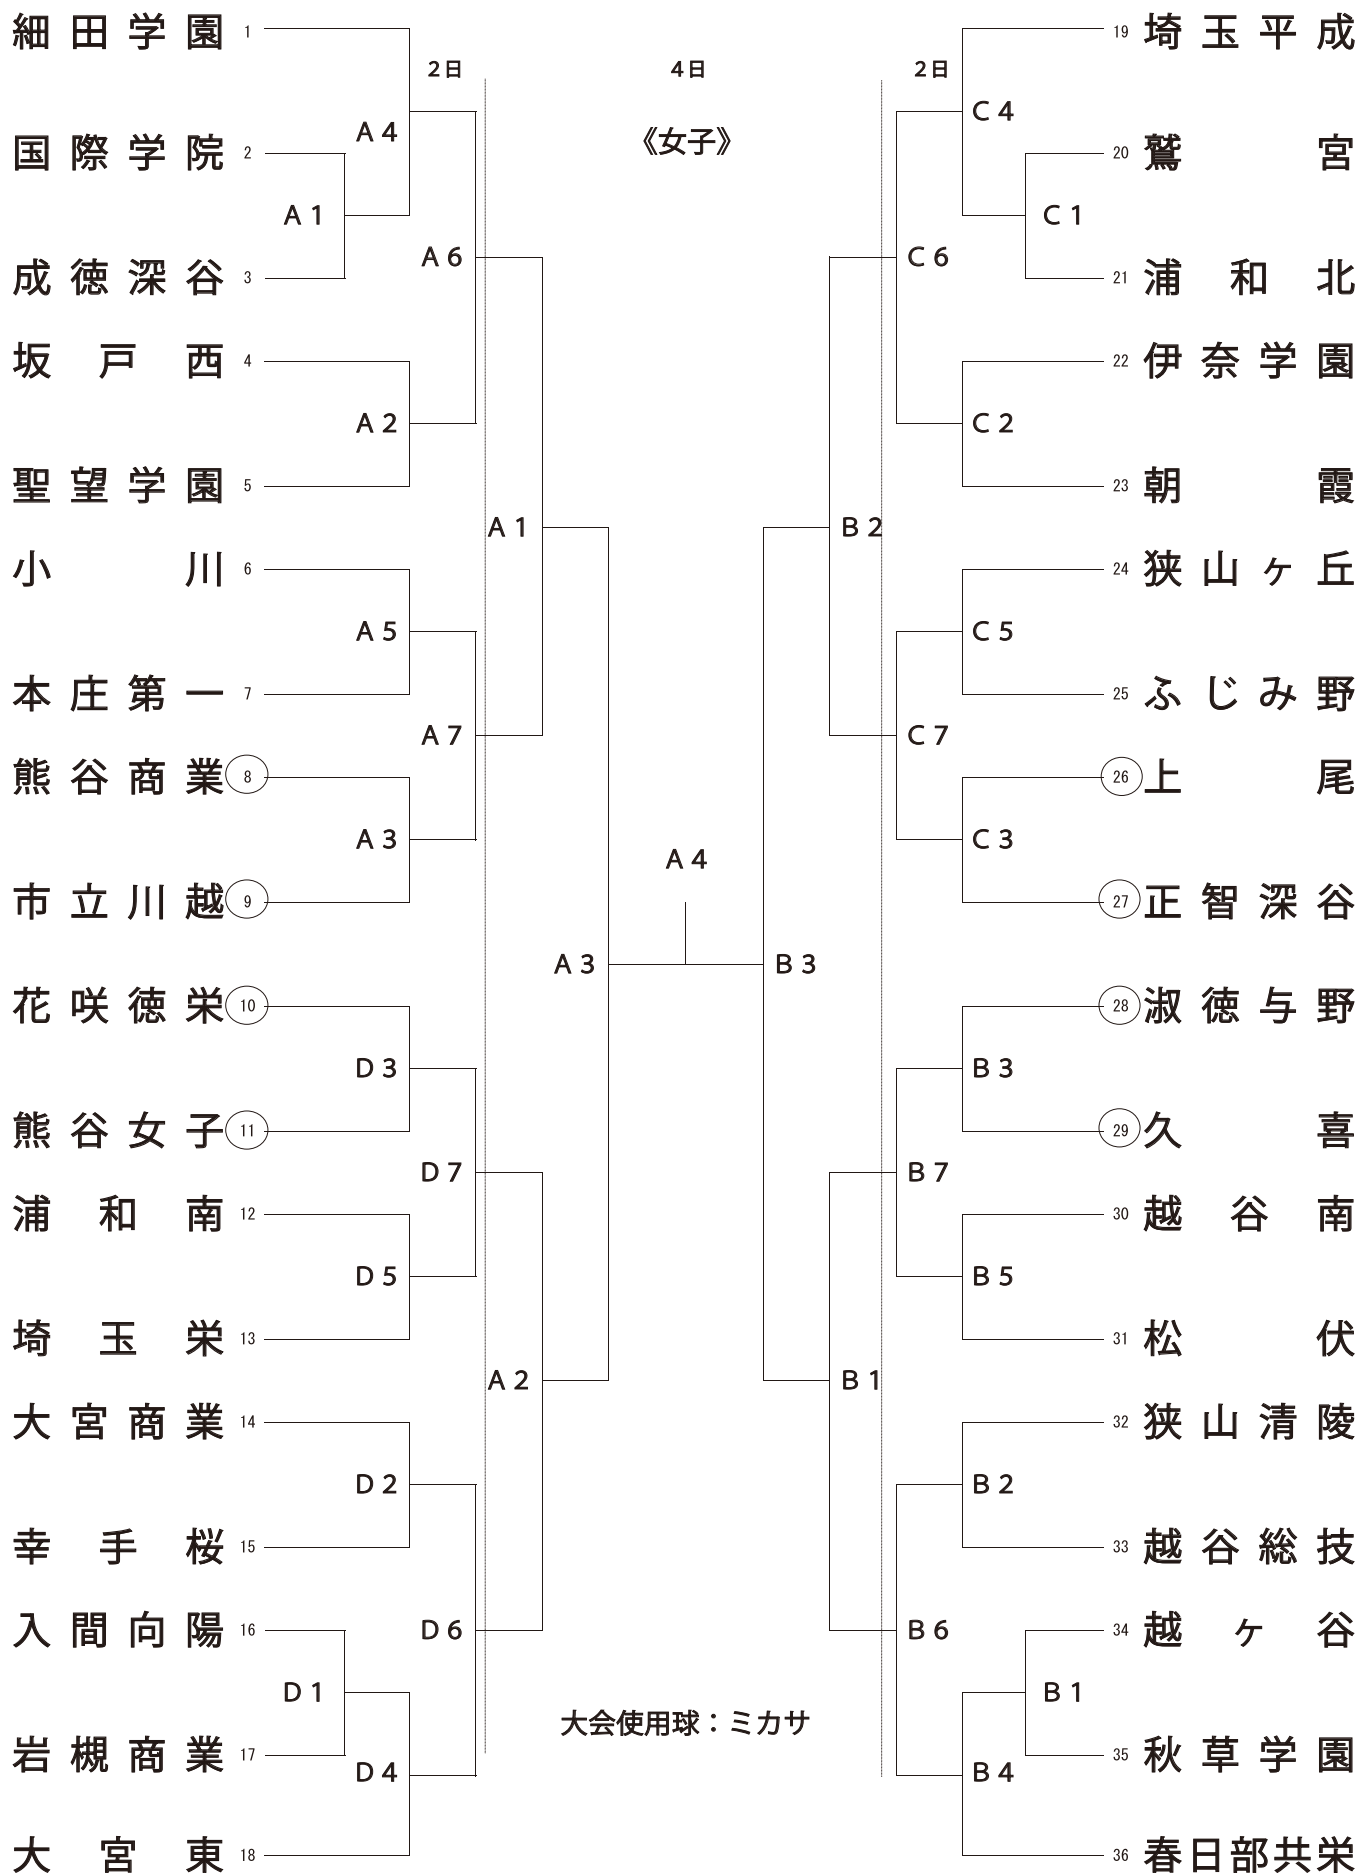 細田学園 1
国際学院 2
成徳深谷 3
坂戸西 4
聖望学園 5
小川 6
本庄第一 7
熊谷商業 8
市立川越 9
花咲徳栄 10
熊谷女子 11
浦和南 12
埼玉栄 13
大宮商業 14
幸手桜 15
入間向陽 16
岩槻商業 17
大宮東 18
A4
A1
A2
A5
A3
D3
D5
D2
D1
D4
2日
A6
A7
D7
D6
A1
A2
A3
4日
《女子》
A4
大会使用球：ミカサ
B3
B2
B1
2日
C6
C7
B7
B6
C4
C1
C2
C5
C3
B3
B5
B2
B1
B4
19 埼玉平成
20 鷲宮
21 浦和北
22 伊奈学園
23 朝霞
24 狭山ヶ丘
25 ふじみ野
26 上尾
27 正智深谷
28 淑徳与野
29 久喜
30 越谷南
31 松伏
32 狭山清陵
33 越谷総技
34 越ヶ谷
35 秋草学園
36 春日部共栄